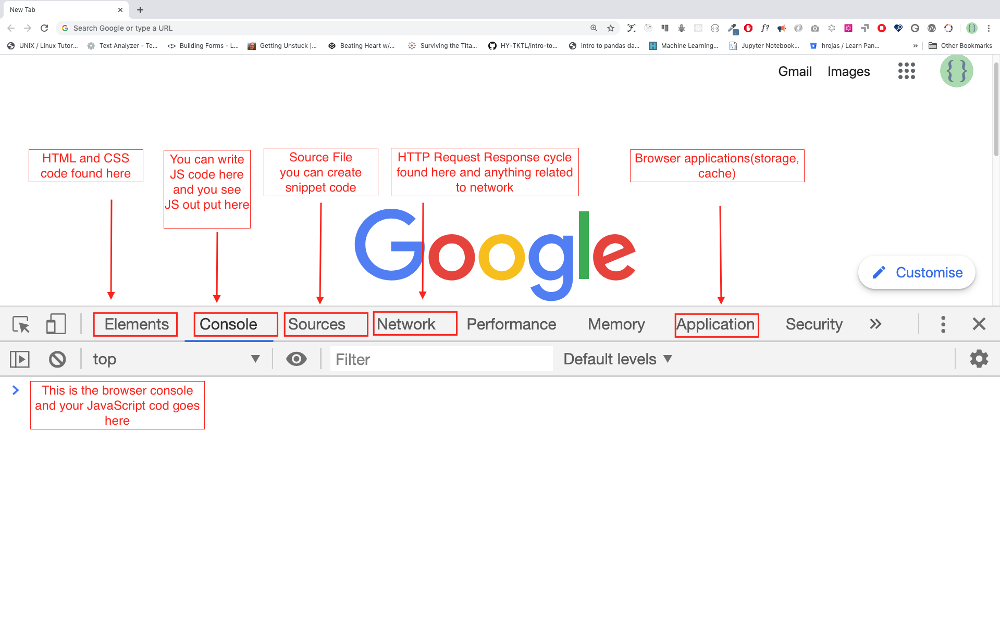 New Tab
Search Google or type a URL
UNIX / Linux Tutor...
Text Analyzer - Te...
Building Forms - L...
Getting Unstuck |...
Beating Heart w/...
Surviving the Tita...
HY-TKTL/intro-to...
Intro to pandas da...
Machine Learning...
Jupyter Notebook...
hrojas / Learn Pan...
»
Other Bookmarks
Gmail
Images
{ }
HTML and CSS
code found here
You can write
JS code here
and you see
JS out put here
Source File
you can create
snippet code
HTTP Request Response cycle
found here and anything related
to network
Browser applications(storage,
cache)
Google
Customise
Elements
Console
Sources
Network
Performance
Memory
Application
Security
top
Filter
Default levels
This is the browser console
and your JavaScript cod goes
here